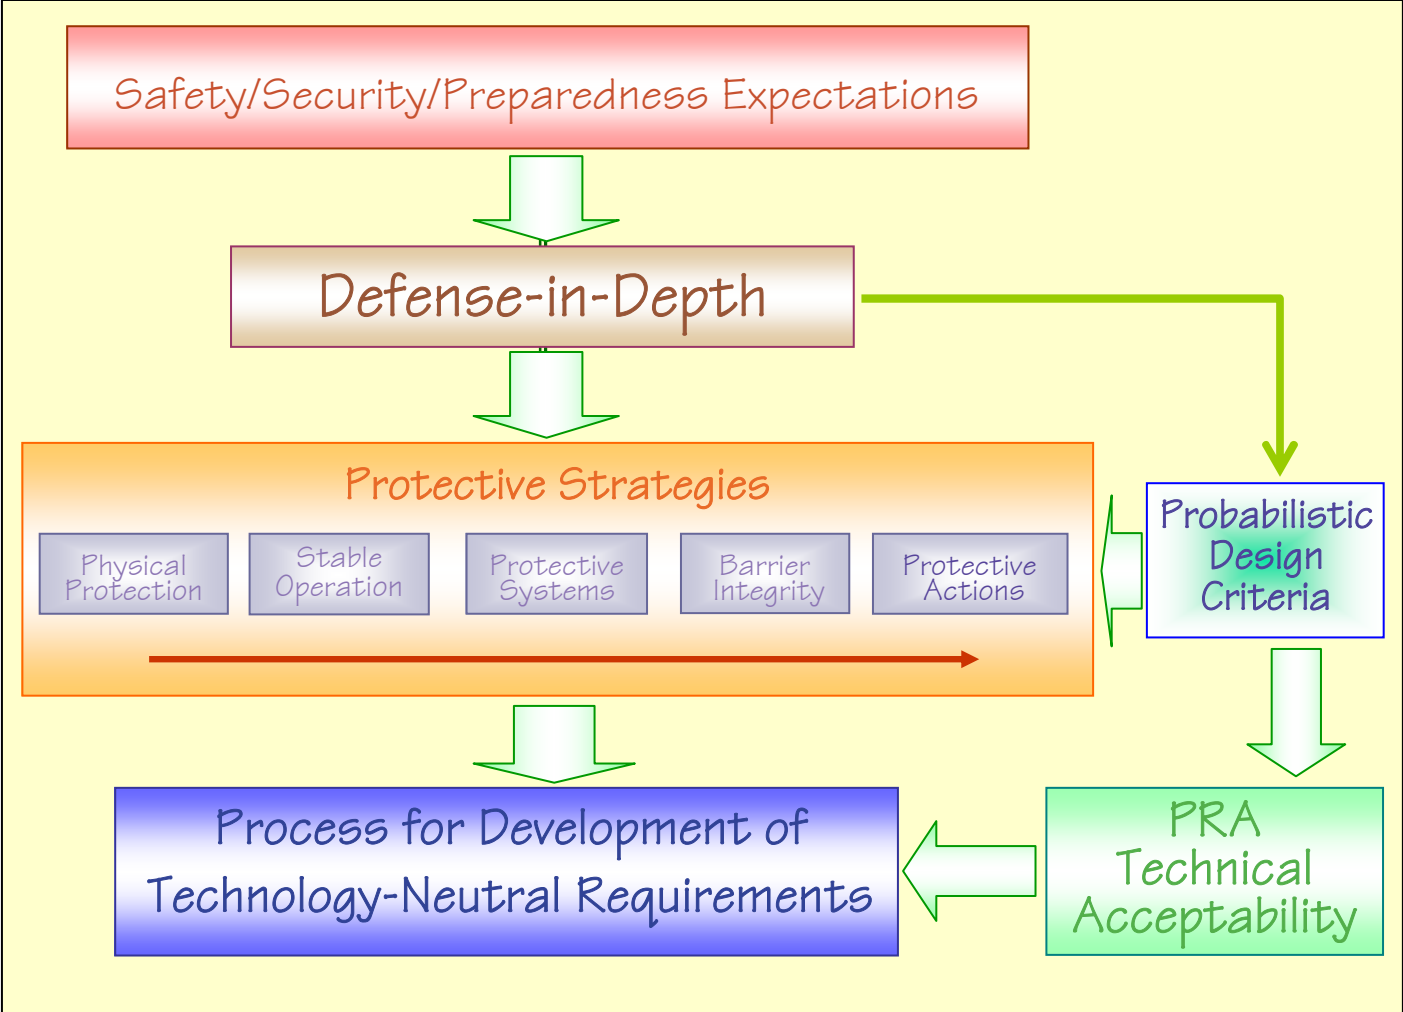 Safety/Security/Preparedness Expectations
Defense-in-Depth
Protective Strategies
Physical
Protection
Stable
Operation
Protective
Systems
Barrier
Integrity
Protective
Actions
Probabilistic
Design
Criteria
Process for Development of
Technology-Neutral Requirements
PRA
Technical
Acceptability